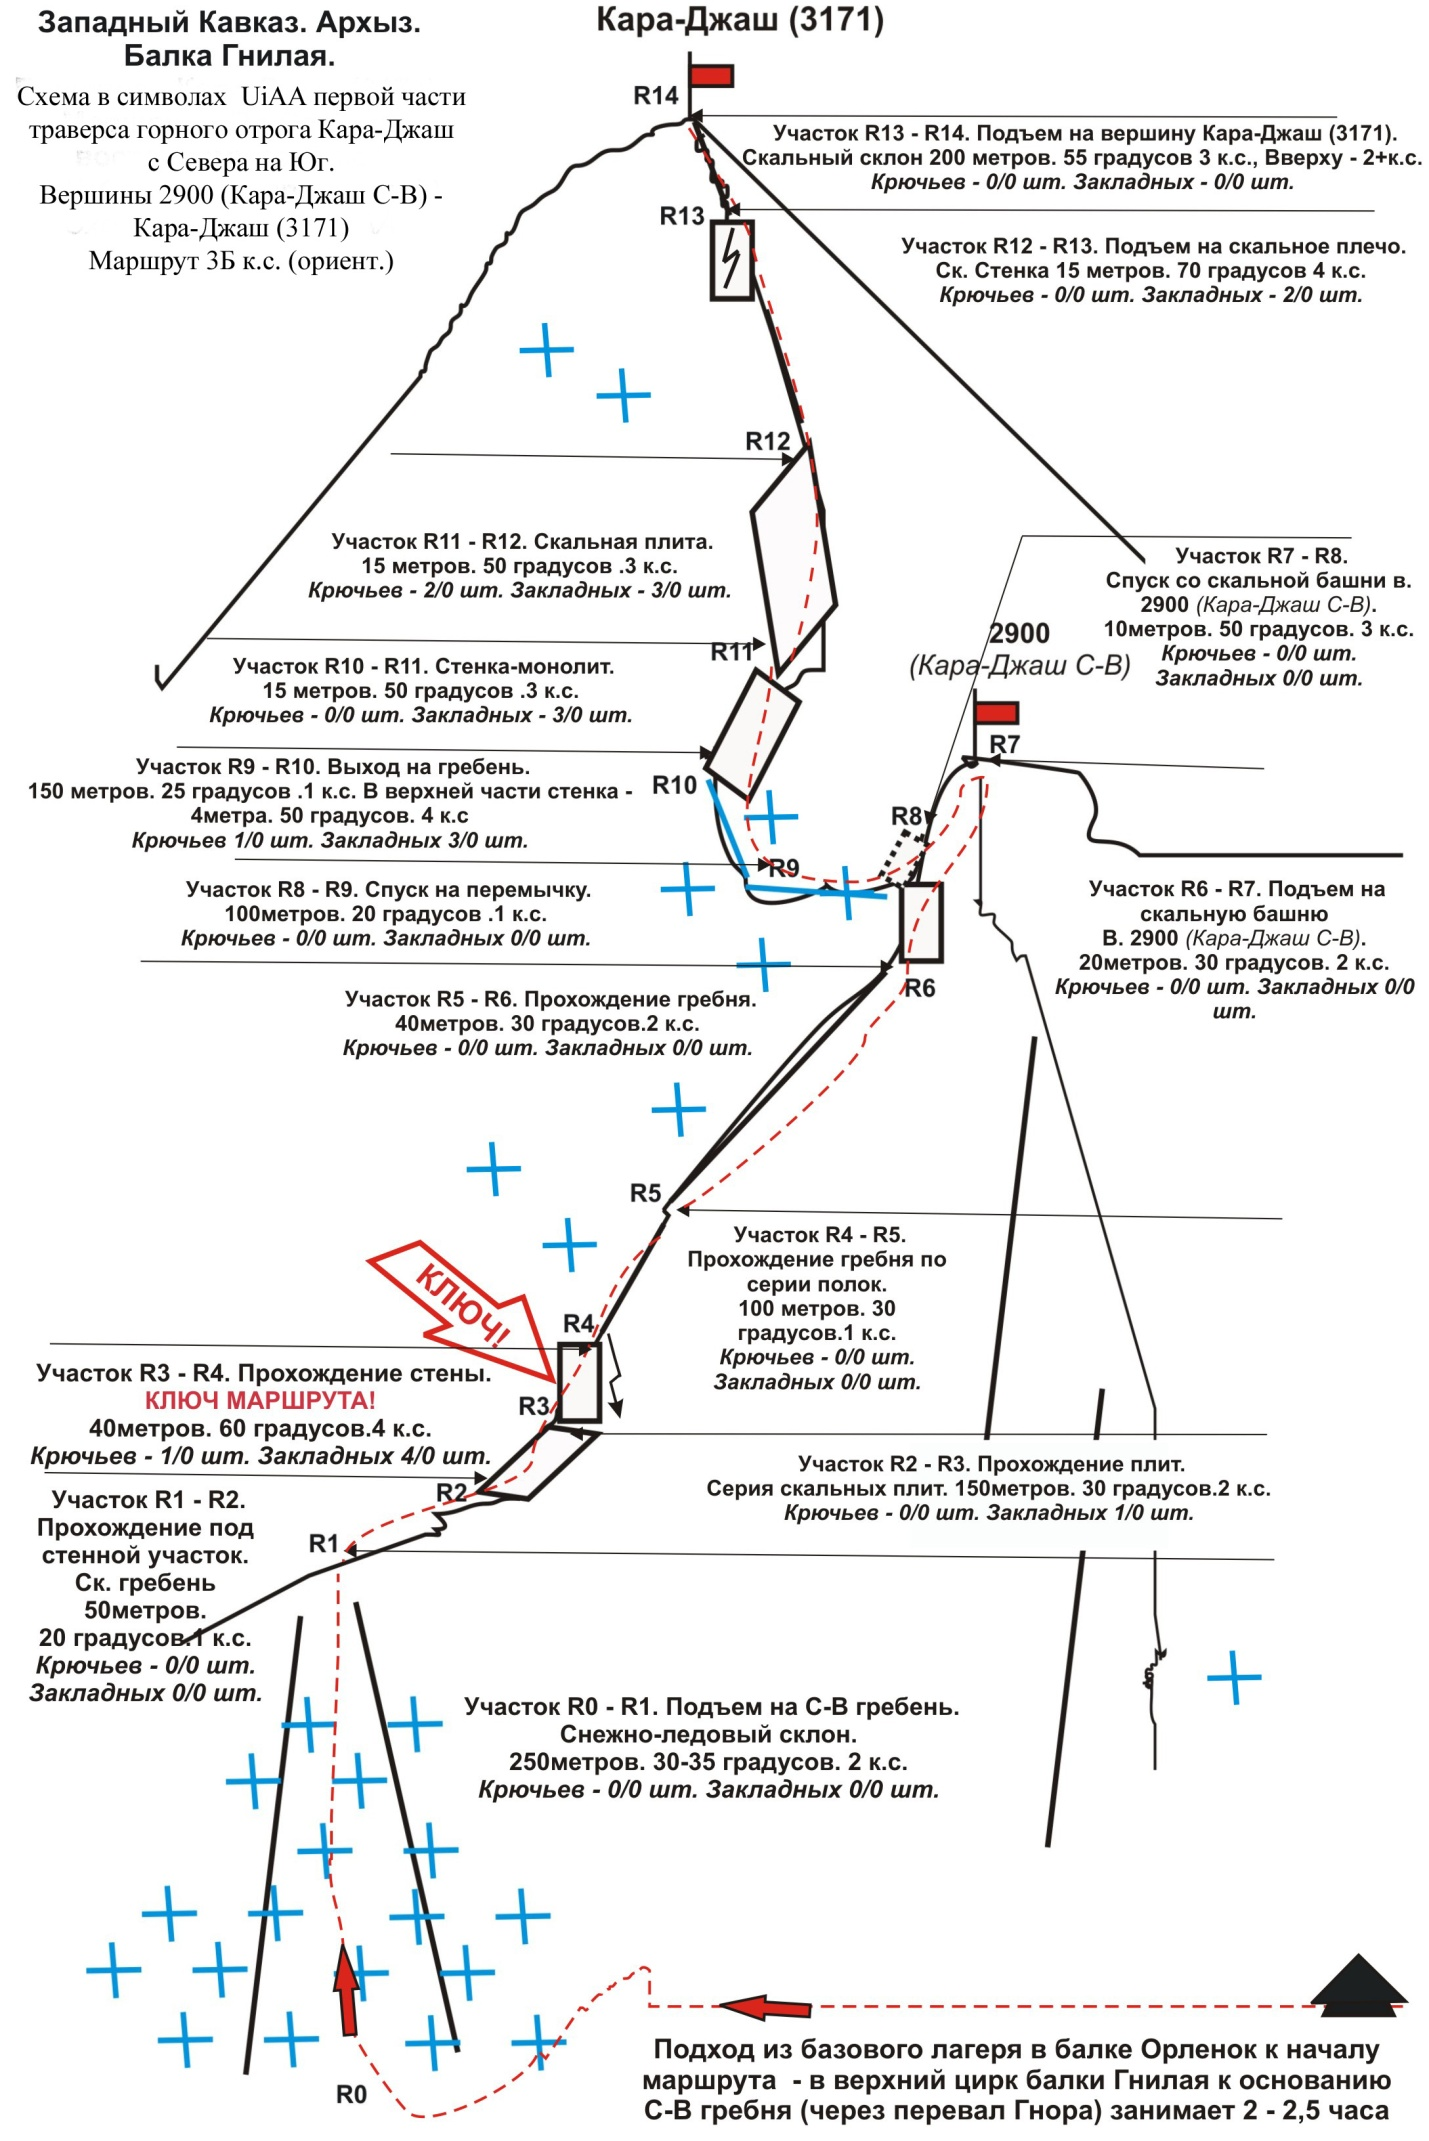 Западный Кавказ. Архыз.
Балка Гнилая.
Схема в символах UiAA первой части
траверса горного отрога Кара-Джаш
с Севера на Юг.
Вершины 2900 (Кара-Джаш С-В) -
Кара-Джаш (3171)
Маршрут 3Б к.с. (ориент.)
Кара-Джаш (3171)
R14
Участок R13 - R14. Подъем на вершину Кара-Джаш (3171).
Скальный склон 200 метров. 55 градусов 3 к.с., Вверху - 2+к.с.
Крючьев - 0/0 шт. Закладных - 0/0 шт.
R13
Участок R12 - R13. Подъем на скальное плечо.
Ск. Стенка 15 метров. 70 градусов 4 к.с.
Крючьев - 0/0 шт. Закладных - 2/0 шт.
R12
Участок R11 - R12. Скальная плита.
15 метров. 50 градусов .3 к.с.
Крючьев - 2/0 шт. Закладных - 3/0 шт.
Участок R7 - R8.
Спуск со скальной башни в.
2900 (Кара-Джаш С-В).
10метров. 50 градусов. 3 к.с.
Крючьев - 0/0 шт.
Закладных 0/0 шт.
2900
(Кара-Джаш С-В)
R11
Участок R10 - R11. Стенка-монолит.
15 метров. 50 градусов .3 к.с.
Крючьев - 0/0 шт. Закладных - 3/0 шт.
R7
R10
Участок R9 - R10. Выход на гребень.
150 метров. 25 градусов .1 к.с. В верхней части стенка -
4метра. 50 градусов. 4 к.с
Крючьев 1/0 шт. Закладных 3/0 шт.
R8
R9
Участок R8 - R9. Спуск на перемычку.
100метров. 20 градусов .1 к.с.
Крючьев - 0/0 шт. Закладных 0/0 шт.
Участок R6 - R7. Подъем на
скальную башню
В. 2900 (Кара-Джаш С-В).
20метров. 30 градусов. 2 к.с.
Крючьев - 0/0 шт. Закладных 0/0
шт.
R6
Участок R5 - R6. Прохождение гребня.
40метров. 30 градусов.2 к.с.
Крючьев - 0/0 шт. Закладных 0/0 шт.
R5
Участок R4 - R5.
Прохождение гребня по
серии полок.
100 метров. 30
градусов.1 к.с.
Крючьев - 0/0 шт.
Закладных 0/0 шт.
КЛЮЧ!
R4
Участок R3 - R4. Прохождение стены.
КЛЮЧ МАРШРУТА!
40метров. 60 градусов.4 к.с.
Крючьев - 1/0 шт. Закладных 4/0 шт.
R3
Участок R2 - R3. Прохождение плит.
Серия скальных плит. 150метров. 30 градусов.2 к.с.
Крючьев - 0/0 шт. Закладных 1/0 шт.
R2
Участок R1 - R2.
Прохождение под
стенной участок.
Ск. гребень
50метров.
20 градусов.1 к.с.
Крючьев - 0/0 шт.
Закладных 0/0 шт.
R1
Участок R0 - R1. Подъем на С-В гребень.
Снежно-ледовый склон.
250метров. 30-35 градусов. 2 к.с.
Крючьев - 0/0 шт. Закладных 0/0 шт.
R0
Подход из базового лагеря в балке Орленок к началу
маршрута - в верхний цирк балки Гнилая к основанию
С-В гребня (через перевал Гнора) занимает 2 - 2,5 часа